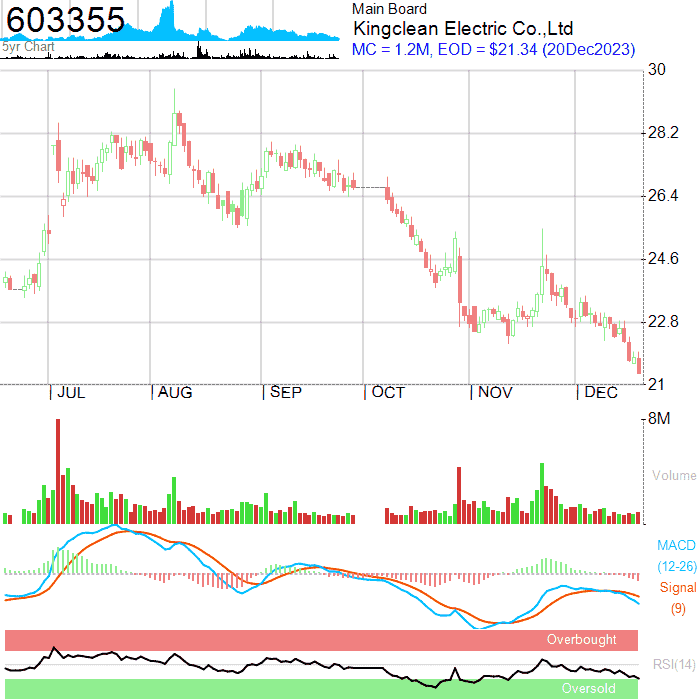 603355
5yr Chart
Main Board
Kingclean Electric Co.,Ltd
MC = 1.2M, EOD = $21.34 (20Dec2023)
30
28.2
26.4
24.6
22.8
21
JUL AUG SEP OCT NOV DEC
8M
Volume
MACD
(12-26)
Signal
(9)
Overbought
RSI(14)
Oversold